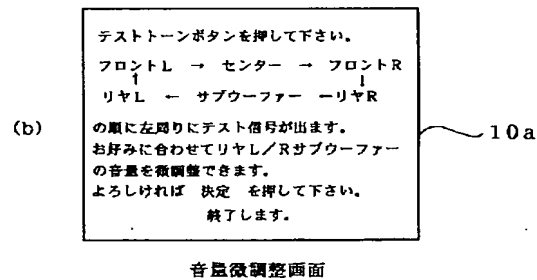 テストトーンボタンを押して下さい。
フロントL → センター → フロントR
↑ ↓
リヤL ← サブウーファー ←リヤR
(b)
の順に左周りにテスト信号が出ます。
10a
お好みに合わせてリヤL／Rサブウーファー
の音量を微調整できます。
よろしければ 決定 を押して下さい。
終了します。
音量微調整画面